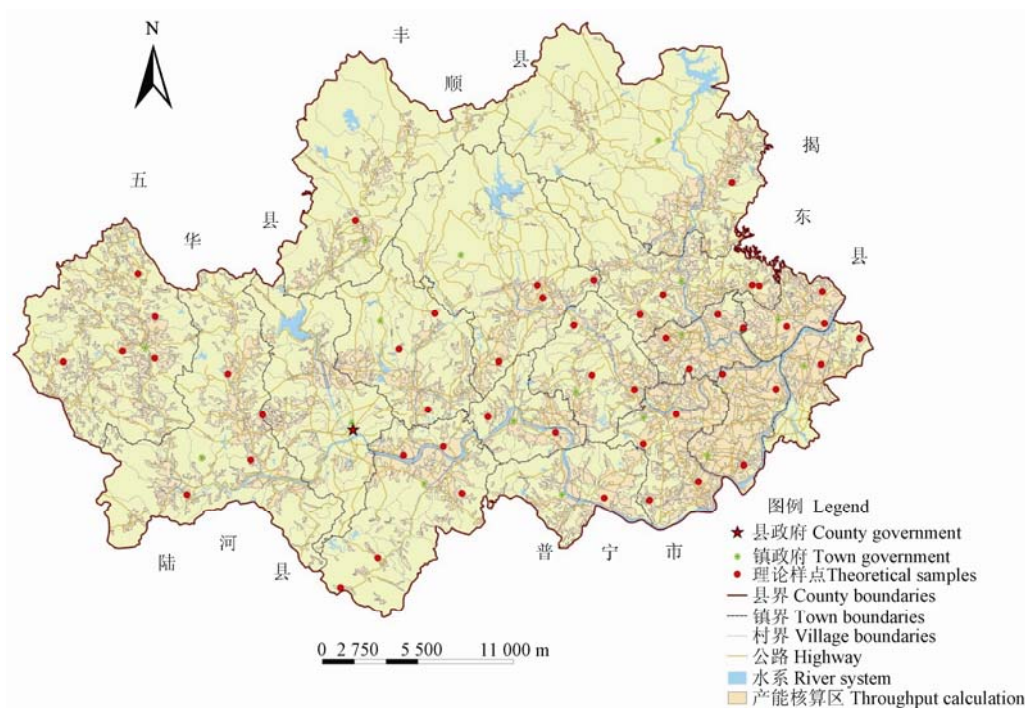 N
丰
顺
县
揭
东
县
五
华
县
陆
河
县
普
宁
市
图例 Legend
县政府 County government
镇政府 Town government
理论样点Theoretical samples
县界 County boundaries
镇界 Town boundaries
村界 Village boundaries
公路 Highway
水系 River system
产能核算区 Throughput calculation
0 2 750 5 500 11 000 m